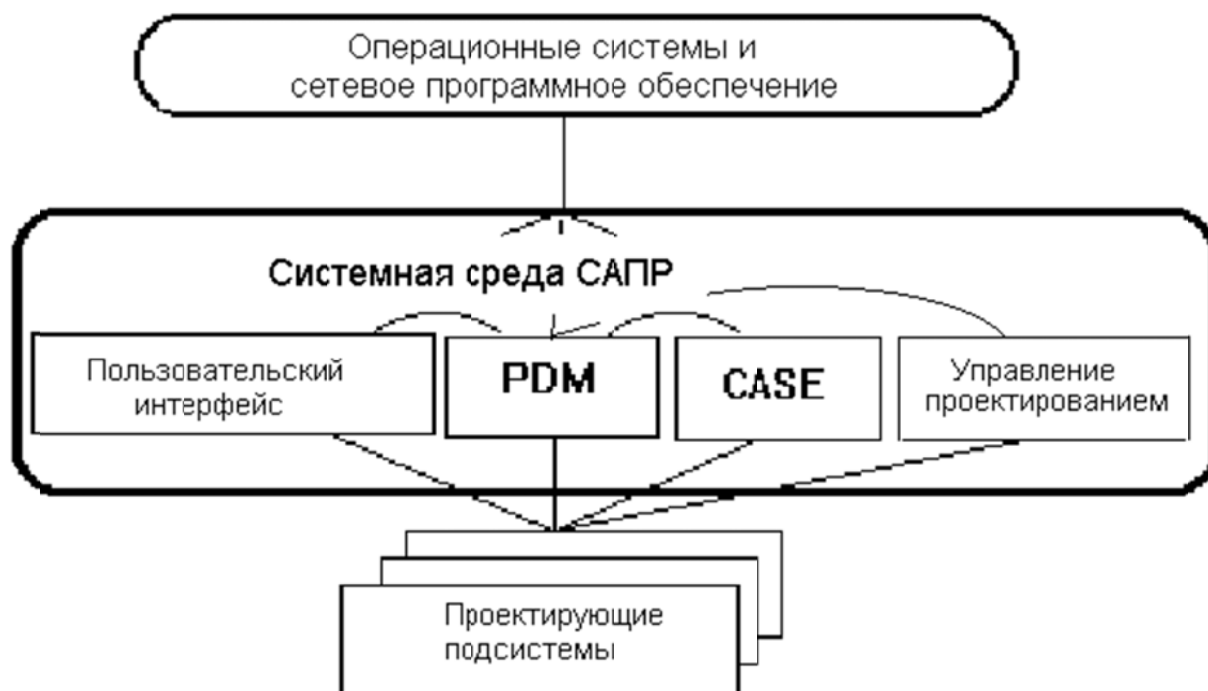 Операционные системы и
сетевое программное обеспечение
Системная среда САПР
Пользовательский
интерфейс
PDM
CASE
Управление
проектированием
Проектирующие
подсистемы